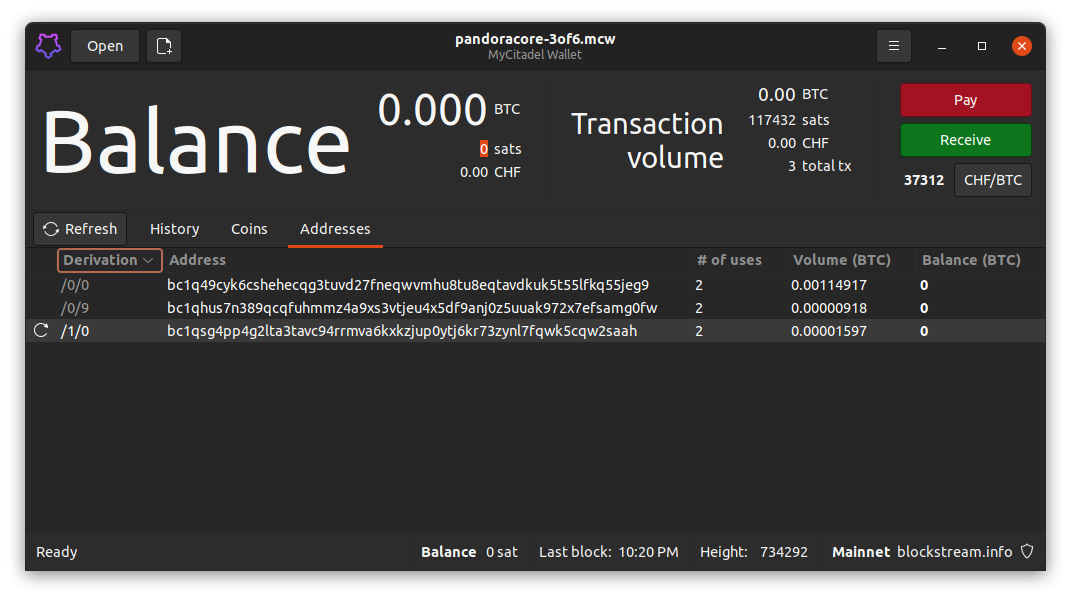 Open
pandoracore-3of6.mcw
MyCitadel Wallet
Balance
0.000 BTC
0 sats
0.00 CHF
Transaction
volume
0.00 BTC
117432 sats
0.00 CHF
3 total tx
Pay
Receive
37312 CHF/BTC
Refresh History Coins Addresses
Derivation Address # of uses Volume (BTC) Balance (BTC)
/0/0 bc1q49cyk6cshehecqg3tuvd27fneqwvmhu8tu8eqtavdkuk5t55lfkq55jeg9 2 0.00114917 0
/0/9 bc1qhus7n389qcqfuhmmz4a9xs3vtjeu4x5df9anj0z5uuak972x7efsamg0fw 2 0.00000918 0
/1/0 bc1qsg4pp4g2lta3tavc94rrmva6kxkzjup0ytj6kr73zynl7fqwk5cqw2saah 2 0.00001597 0
Ready Balance 0 sat Last block: 10:20 PM Height: 734292 Mainnet blockstream.info